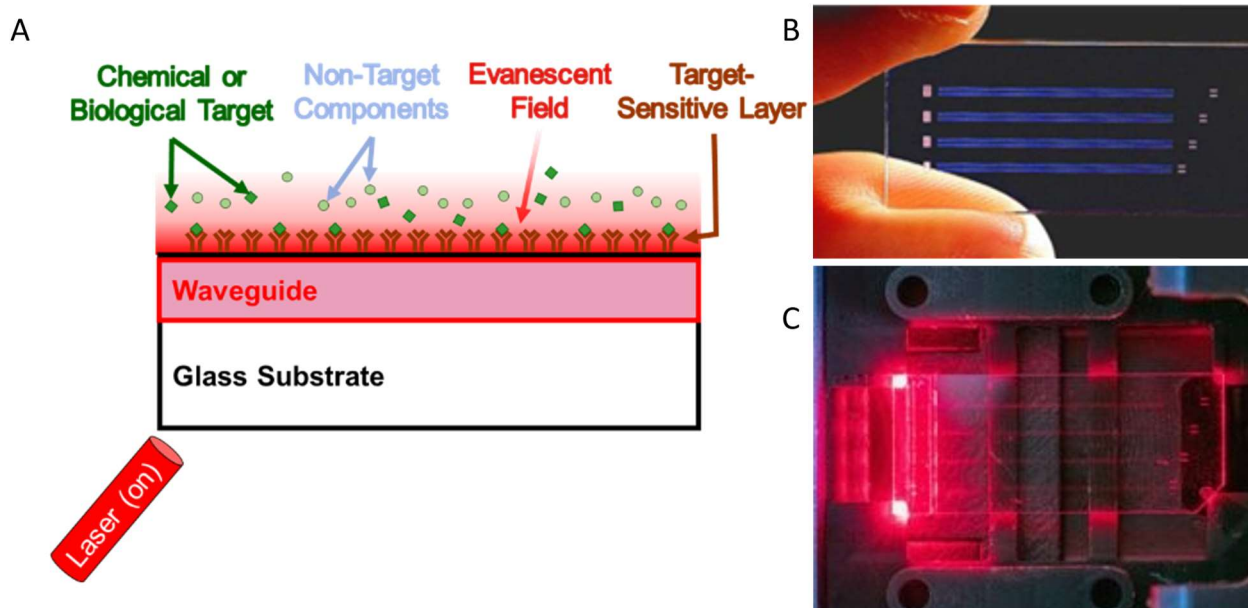 A
B
Chemical or
Biological Target
Non-Target
Components
Evanescent
Field
Target-
Sensitive Layer
Waveguide
Glass Substrate
Laser (on)
C